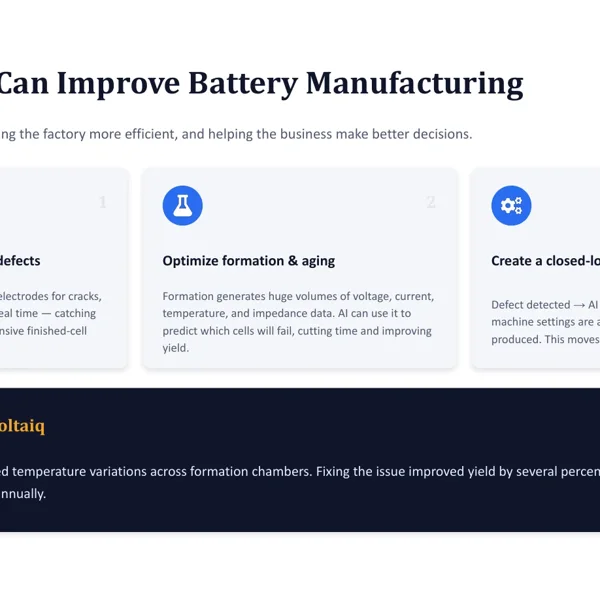 Can Improve Battery Manufacturing
ng the factory more efficient, and helping the business make better decisions.
1
defects
electrodes for cracks,
eal time — catching
nsive finished-cell
2
Optimize formation & aging
Formation generates huge volumes of voltage, current,
temperature, and impedance data. AI can use it to
predict which cells will fail, cutting time and improving
yield.
Create a closed-lo
Defect detected → AI
machine settings are a
produced. This moves
oltaiq
ed temperature variations across formation chambers. Fixing the issue improved yield by several percen
nnually.